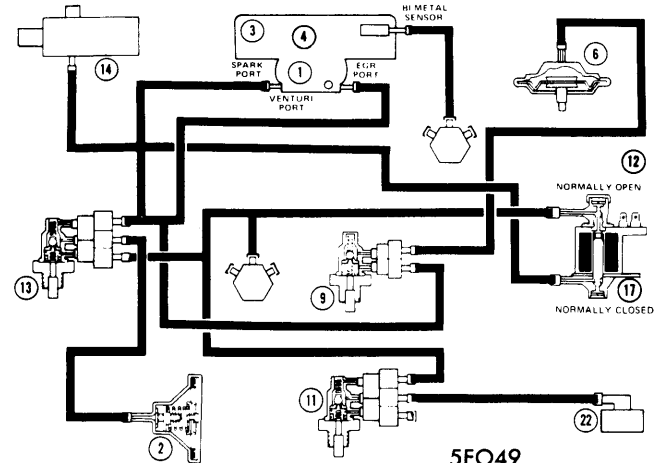 HI METAL
SENSOR
3
4
6
14
SPARK
PORT
1
EGR
PORT
VENTURI
PORT
12
NORMALLY OPEN
13
9
17
NORMALLY CLOSED
11
2
22
5F049